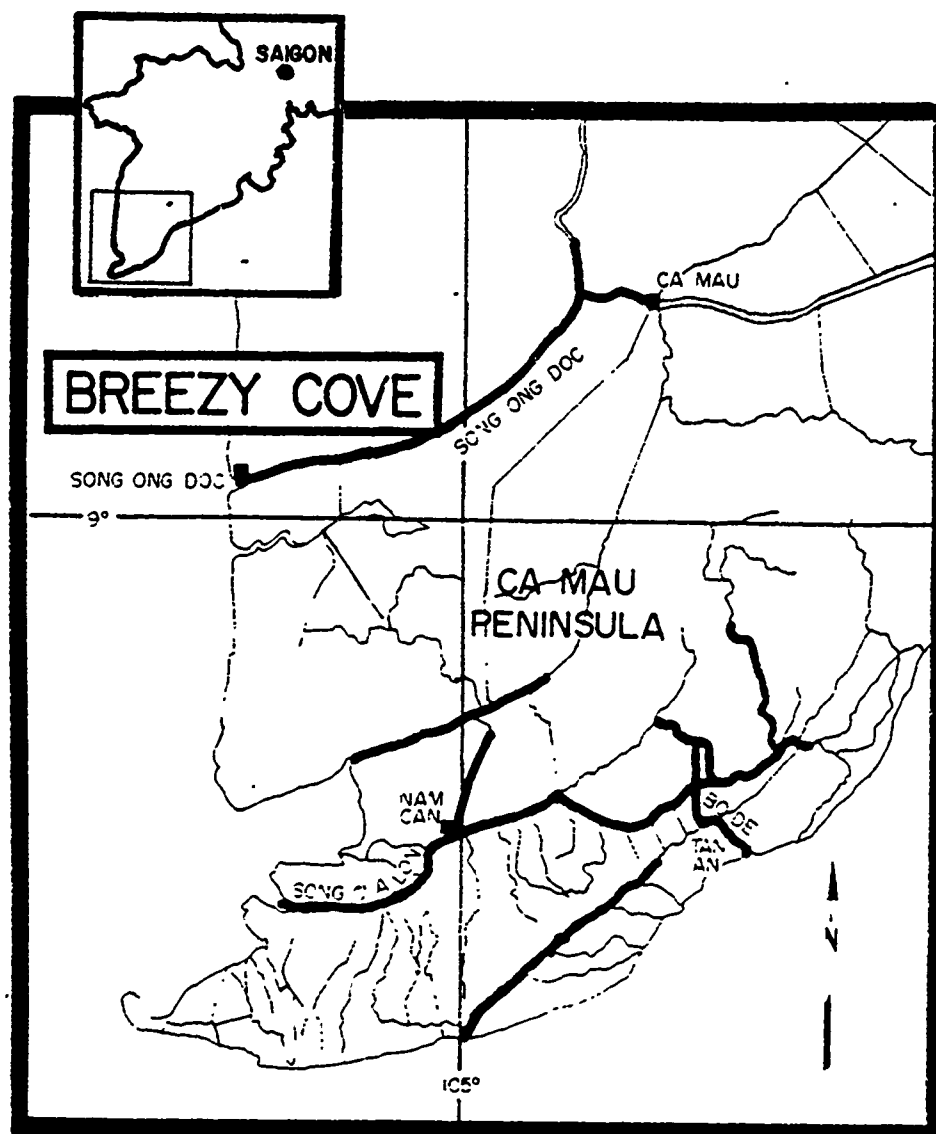 SAIGON
CA MAU
BREEZY COVE
SONG ONG DOC
SONG ONG DOC
9°
CA MAU
PENINSULA
NAM
CAN
BO DE
TAN
AN
SONG
N
105°